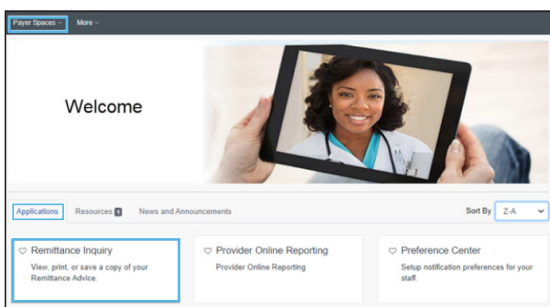 Payer Spaces More
Welcome
Applications Resources 1 News and Announcements Sort By Z-A
Remittance Inquiry Provider Online Reporting Preference Center
View, print, or save a copy of your Provider Online Reporting Setup notification preferences for your
Remittance Advice. staff.